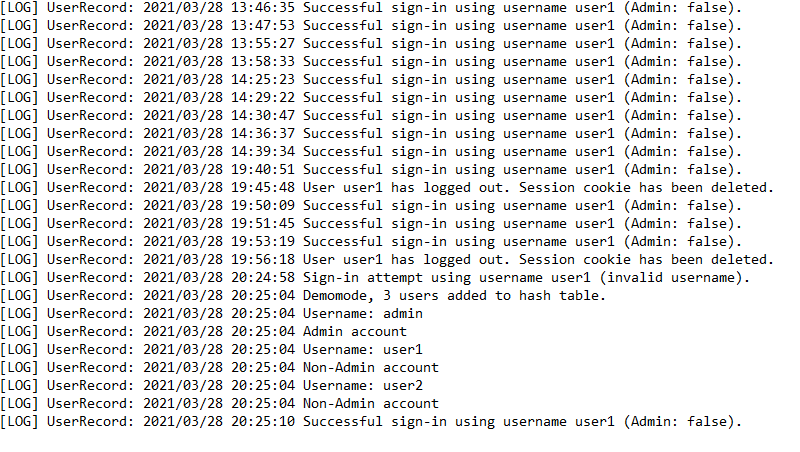 [LOG] UserRecord: 2021/03/28 13:46:35 Successful sign-in using username user1 (Admin: false).
[LOG] UserRecord: 2021/03/28 13:47:53 Successful sign-in using username user1 (Admin: false).
[LOG] UserRecord: 2021/03/28 13:55:27 Successful sign-in using username user1 (Admin: false).
[LOG] UserRecord: 2021/03/28 13:58:33 Successful sign-in using username user1 (Admin: false).
[LOG] UserRecord: 2021/03/28 14:25:23 Successful sign-in using username user1 (Admin: false).
[LOG] UserRecord: 2021/03/28 14:29:22 Successful sign-in using username user1 (Admin: false).
[LOG] UserRecord: 2021/03/28 14:30:47 Successful sign-in using username user1 (Admin: false).
[LOG] UserRecord: 2021/03/28 14:36:37 Successful sign-in using username user1 (Admin: false).
[LOG] UserRecord: 2021/03/28 14:39:34 Successful sign-in using username user1 (Admin: false).
[LOG] UserRecord: 2021/03/28 19:40:51 Successful sign-in using username user1 (Admin: false).
[LOG] UserRecord: 2021/03/28 19:45:48 User user1 has logged out. Session cookie has been deleted.
[LOG] UserRecord: 2021/03/28 19:50:09 Successful sign-in using username user1 (Admin: false).
[LOG] UserRecord: 2021/03/28 19:51:45 Successful sign-in using username user1 (Admin: false).
[LOG] UserRecord: 2021/03/28 19:53:19 Successful sign-in using username user1 (Admin: false).
[LOG] UserRecord: 2021/03/28 19:56:18 User user1 has logged out. Session cookie has been deleted.
[LOG] UserRecord: 2021/03/28 20:24:58 Sign-in attempt using username user1 (invalid username).
[LOG] UserRecord: 2021/03/28 20:25:04 Demomode, 3 users added to hash table.
[LOG] UserRecord: 2021/03/28 20:25:04 Username: admin
[LOG] UserRecord: 2021/03/28 20:25:04 Admin account
[LOG] UserRecord: 2021/03/28 20:25:04 Username: user1
[LOG] UserRecord: 2021/03/28 20:25:04 Non-Admin account
[LOG] UserRecord: 2021/03/28 20:25:04 Username: user2
[LOG] UserRecord: 2021/03/28 20:25:04 Non-Admin account
[LOG] UserRecord: 2021/03/28 20:25:10 Successful sign-in using username user1 (Admin: false).